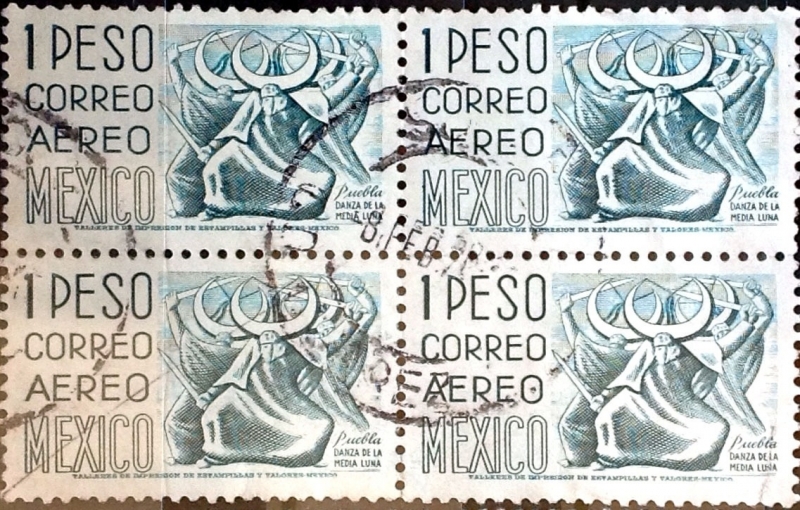 1 PESO
CORREO
AEREO
MEXICO
Puebla
DANZA DE LA
MEDIA LUNA
TALLERES DE IMPRESION DE ESTAMPILLAS Y VALORES-MEXICO
1 PESO
CORREO
AEREO
MEXICO
Puebla
DANZA DE LA
MEDIA LUNA
TALLERES DE IMPRESION DE ESTAMPILLAS Y VALORES-MEXICO
FEB.
1 PESO
CORREO
AEREO
MEXICO
Puebla
DANZA DE LA
MEDIA LUNA
TALLERES DE IMPRESION DE ESTAMPILLAS Y VALORES-MEXICO
1 PESO
CORREO
AEREO
MEXICO
Puebla
DANZA DE LA
MEDIA LUNA
TALLERES DE IMPRESION DE ESTAMPILLAS Y VALORES-MEXICO